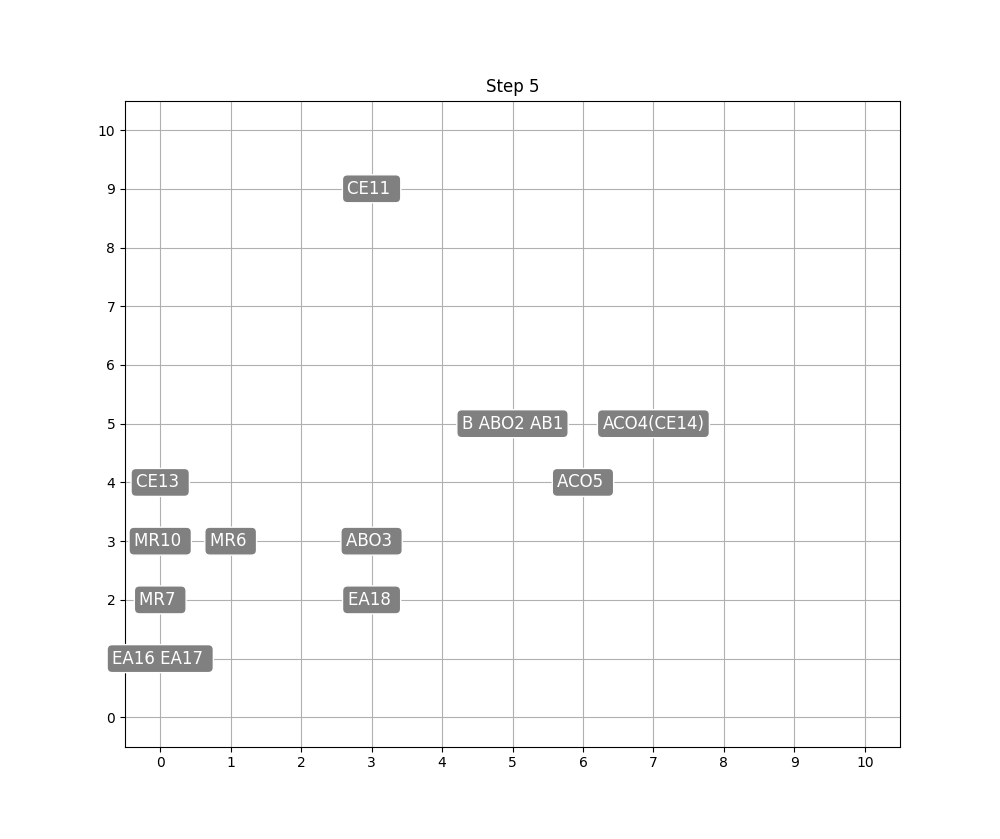 Step 5
10
9 CE11
8
7
6
5 B ABO2 AB1 ACO4(CE14)
4 CE13 ACO5
3 MR10 MR6 ABO3
2 MR7 EA18
EA16 EA17
0
0 1 2 3 4 5 6 7 8 9 10